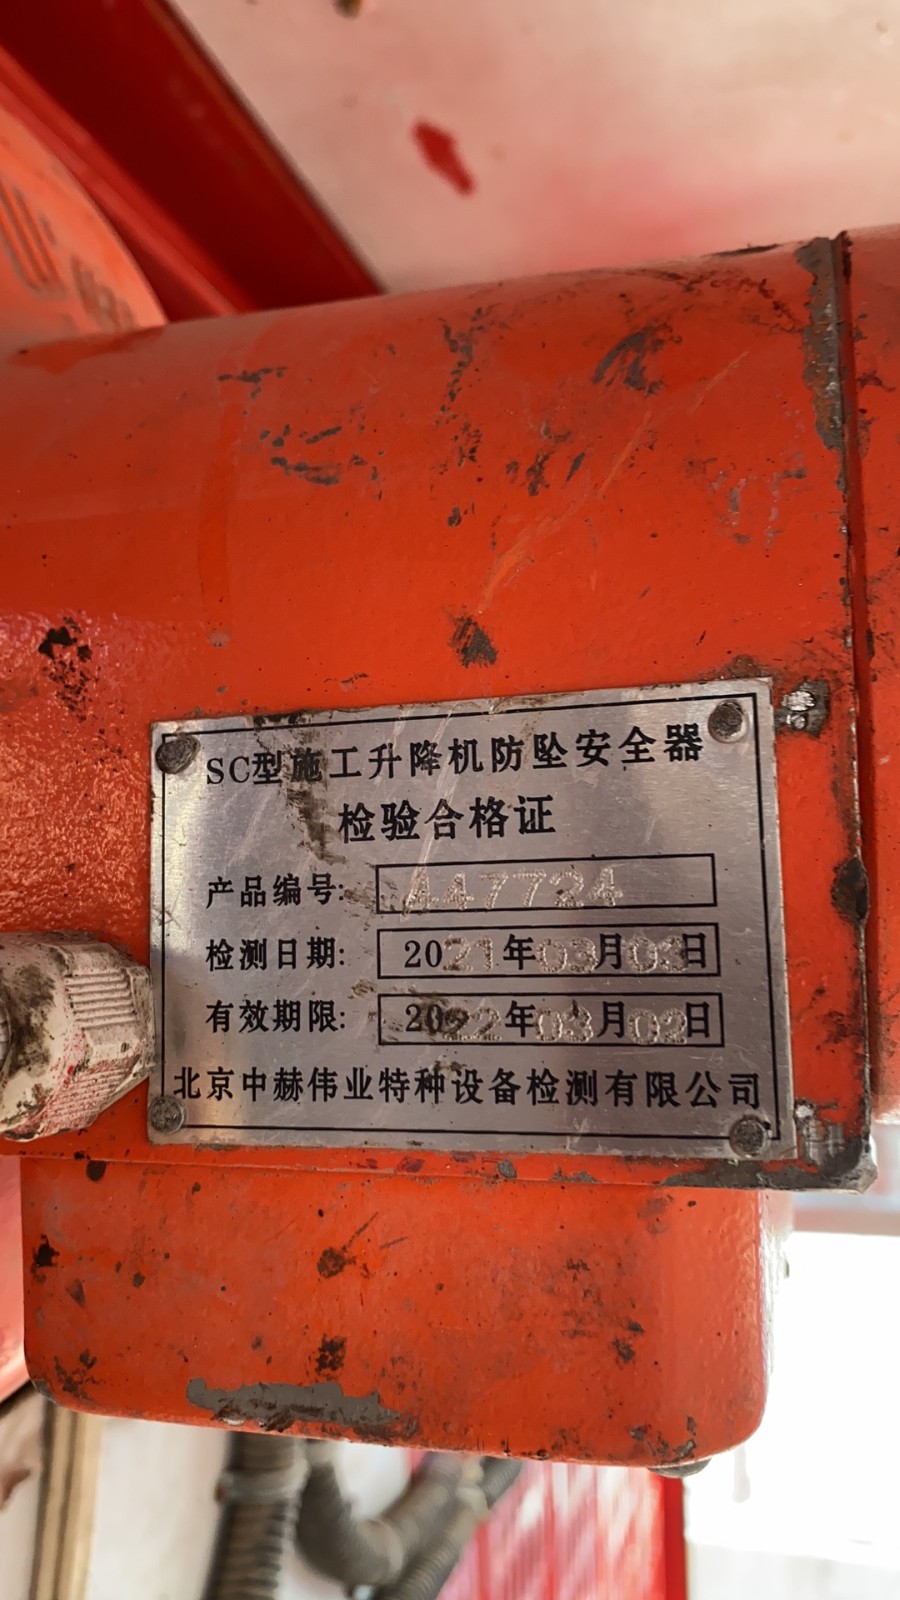 SC型施工升降机防坠安全器
检验合格证
产品编号: A47724
检测日期: 2021年03月03日
有效期限: 2022年03月02日
北京中赫伟业特种设备检测有限公司